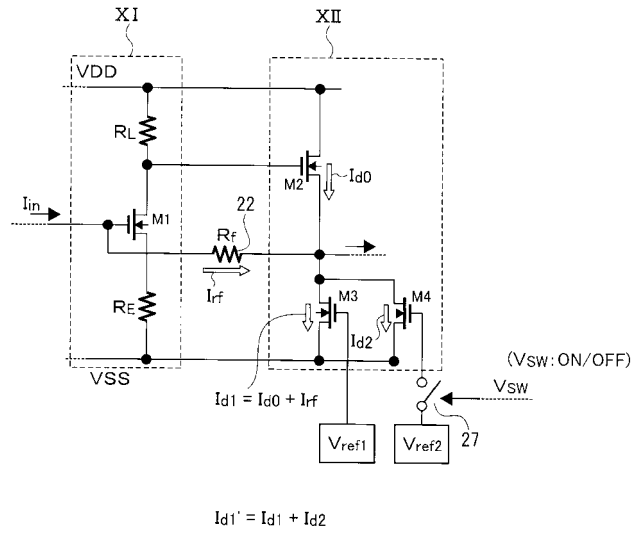 XI
XII
VDD
RL
M2
Id0
Iin
M1
Rf
22
Irf
RE
M3
M4
Id2
VSS
(VSW: ON/OFF)
VSW
27
Id1 = Id0 + Irf
Vref1
Vref2
Id1' = Id1 + Id2